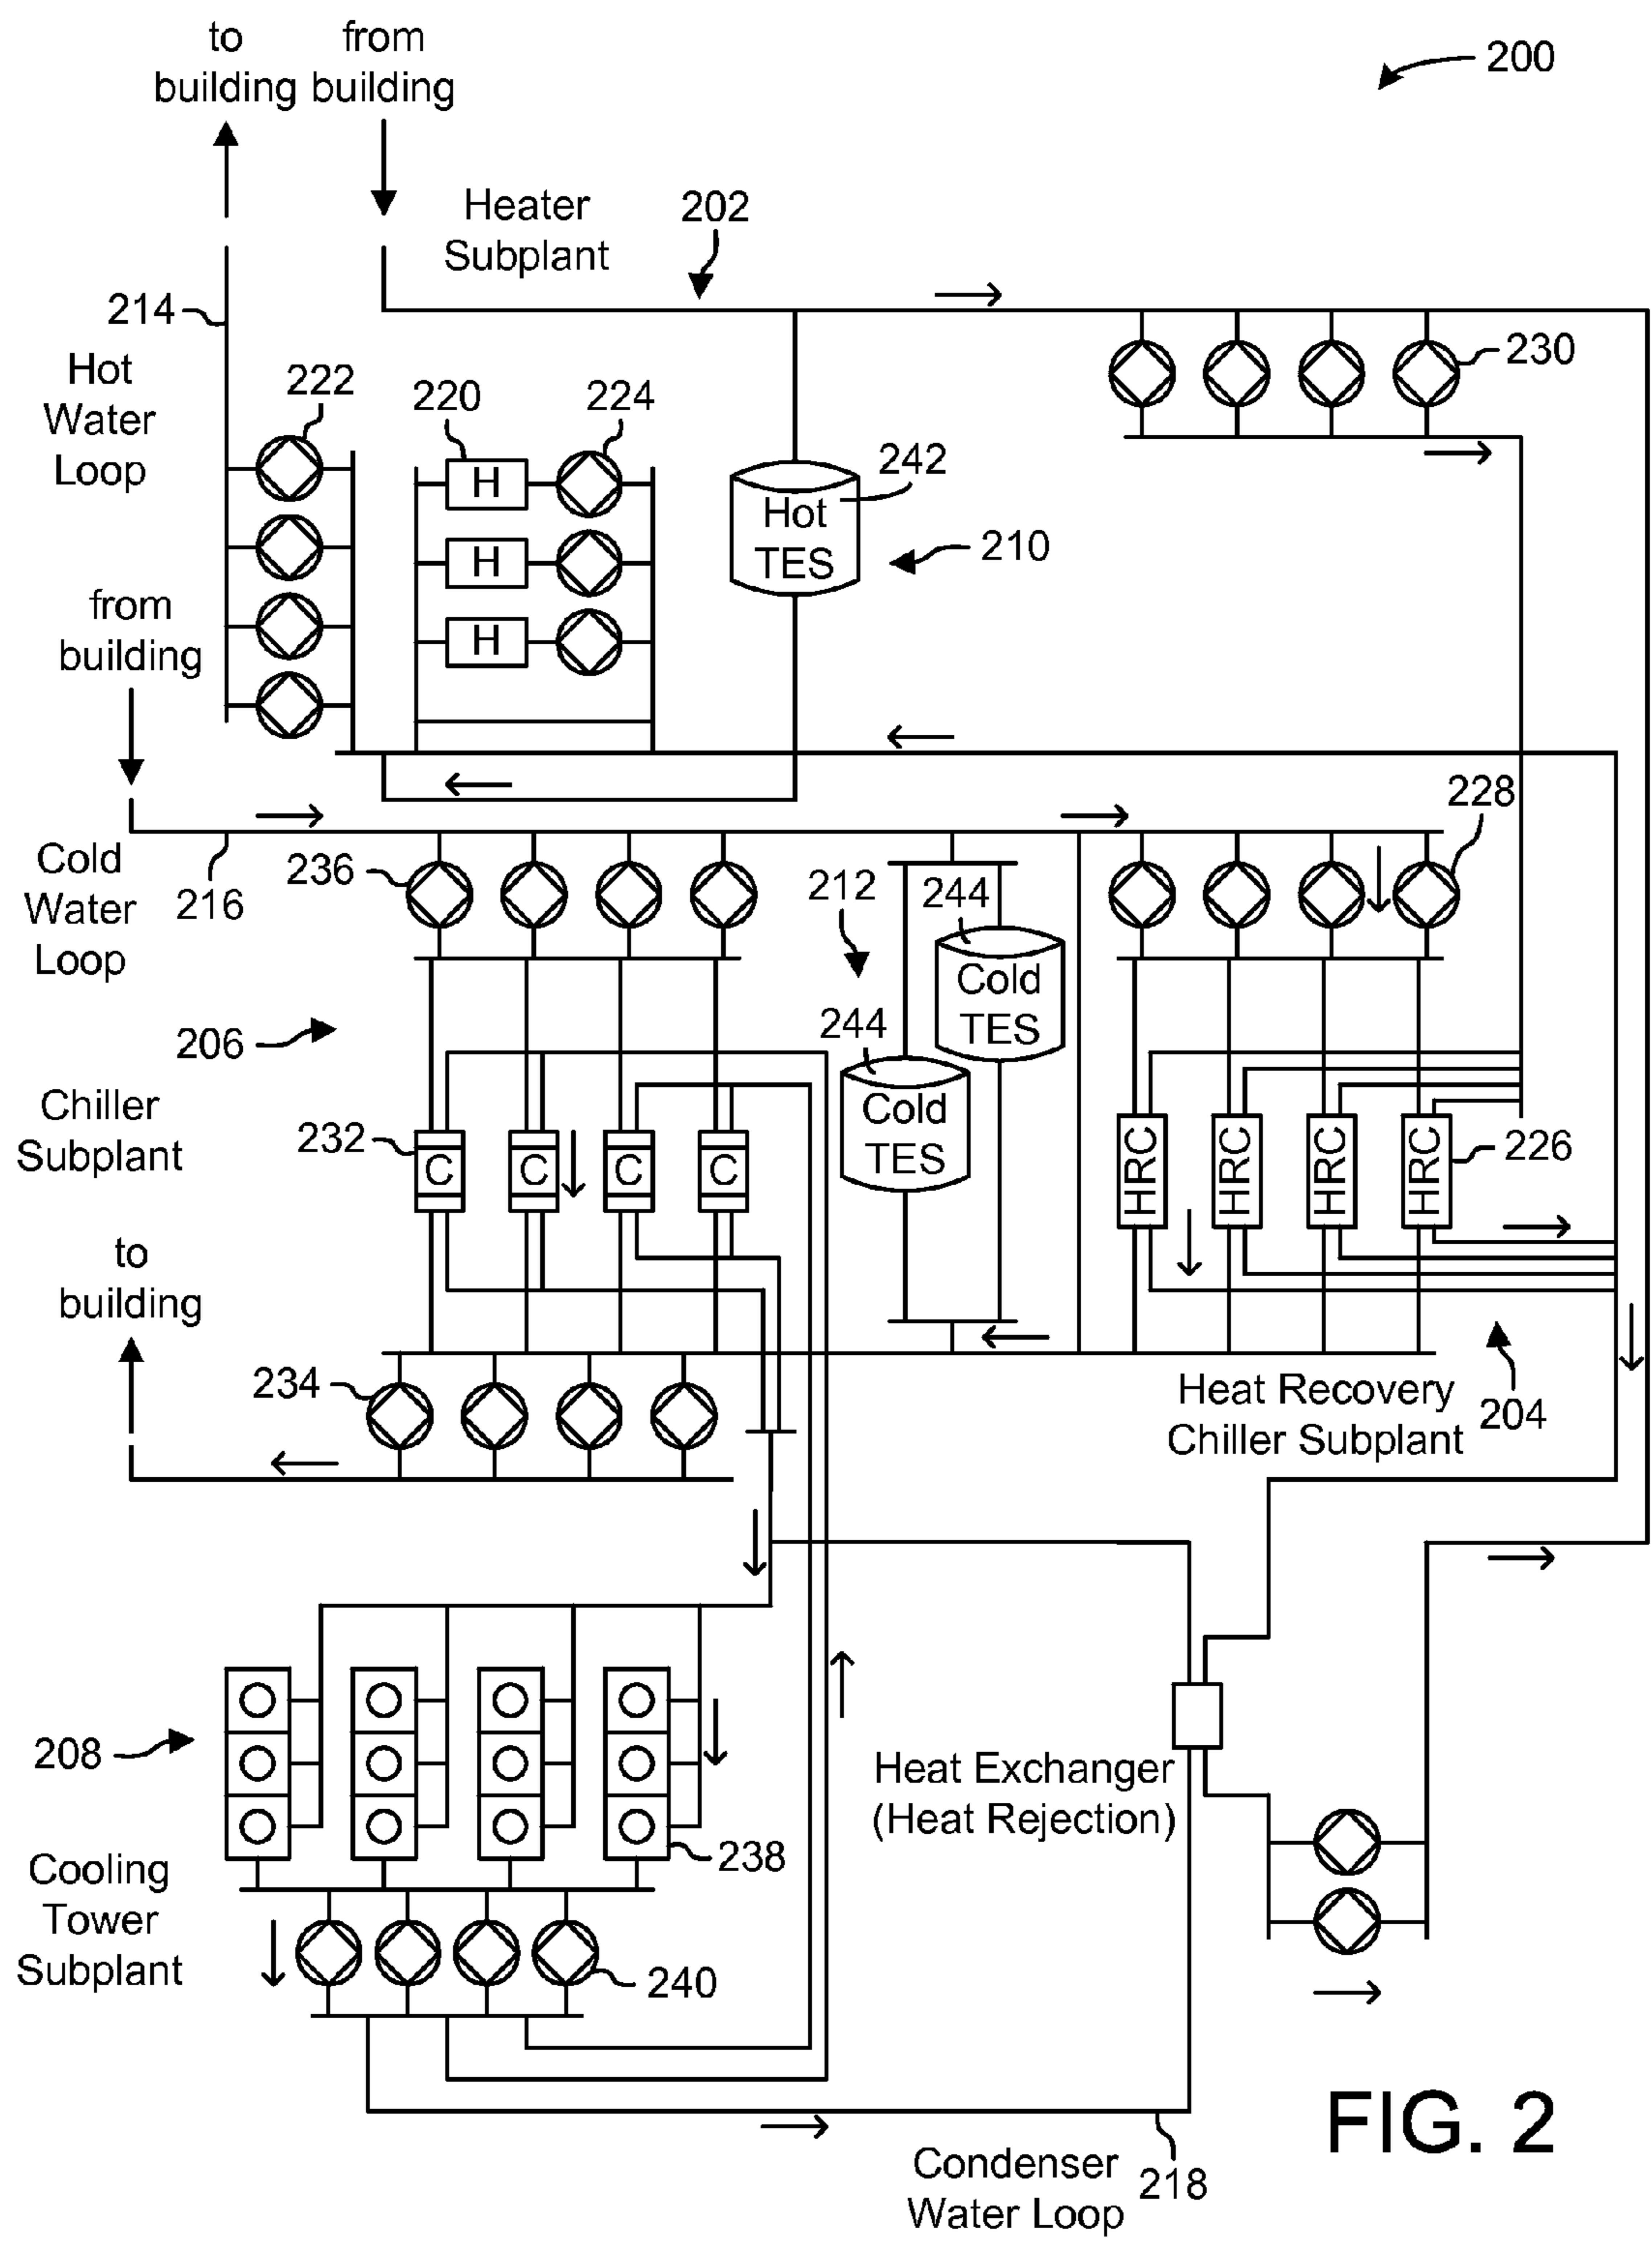 to
building
from
building
200
Heater
Subplant
202
214
Hot
Water
Loop
222
220
224
230
H
H
H
Hot
TES
242
210
from
building
228
Cold
Water
Loop
216
236
212
244
Cold
TES
244
Cold
TES
206
Chiller
Subplant
232
C
C
C
C
HRC
HRC
HRC
HRC
226
to
building
234
Heat Recovery
Chiller Subplant
204
208
Heat Exchanger
(Heat Rejection)
238
Cooling
Tower
Subplant
240
FIG. 2
Condenser
Water Loop
218